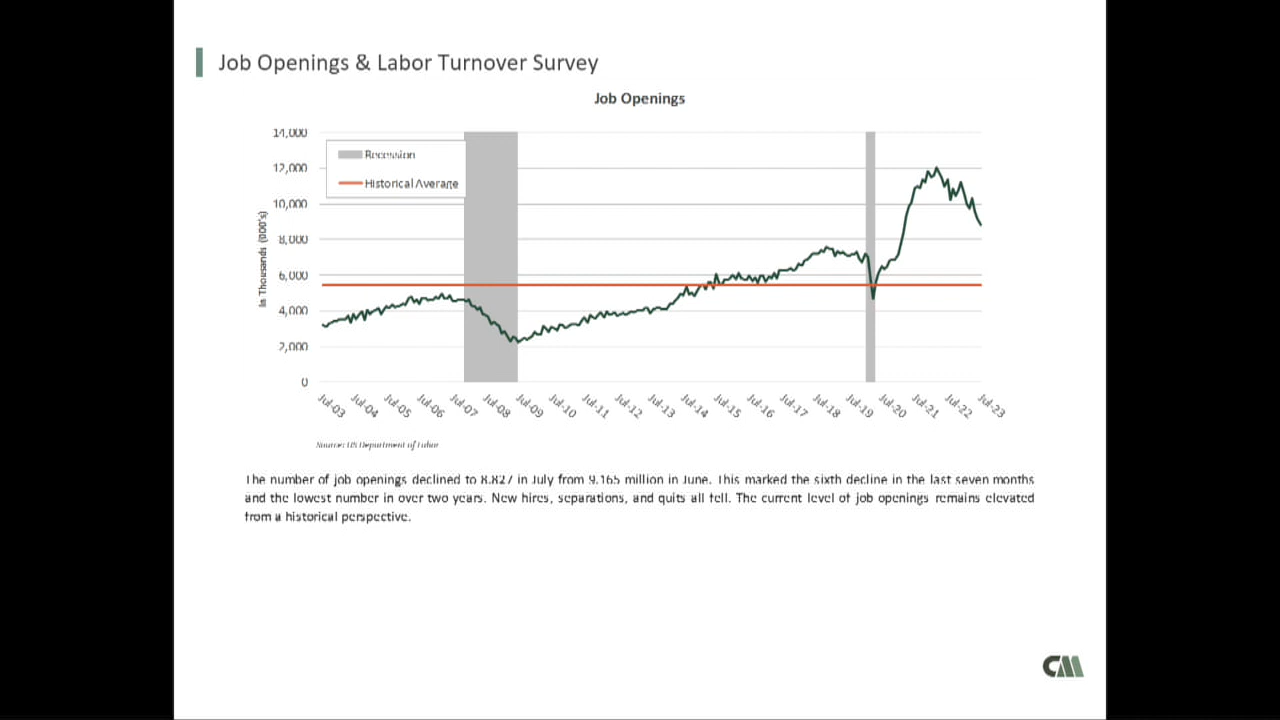 Job Openings & Labor Turnover Survey
Job Openings
14,000
12,000
10,000
8,000
6,000
4,000
2,000
0
In Thousands (000's)
Recession
Historical Average
Jul-03
Jul-04
Jul-05
Jul-06
Jul-07
Jul-08
Jul-09
Jul-10
Jul-11
Jul-12
Jul-13
Jul-14
Jul-15
Jul-16
Jul-17
Jul-18
Jul-19
Jul-20
Jul-21
Jul-22
Jul-23
Source: US Department of Labor
The number of job openings declined to 8.827 in July from 9.165 million in June. This marked the sixth decline in the last seven months
and the lowest number in over two years. New hires, separations, and quits all fell. The current level of job openings remains elevated
from a historical perspective.
CM